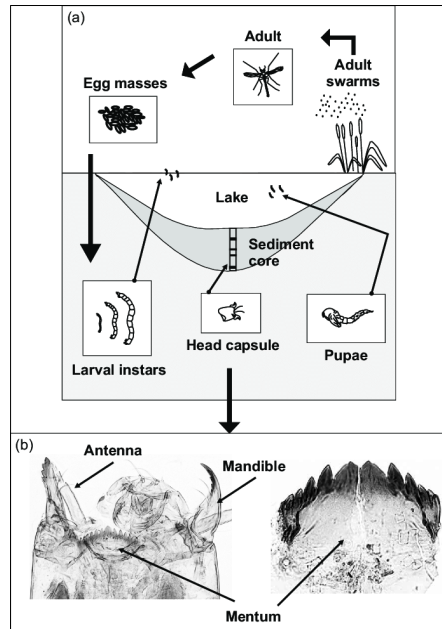 (a)
Adult
Adult
swarms
Egg masses
Lake
Sediment
core
Head capsule
Larval instars
Pupae
(b)
Antenna
Mandible
Mentum